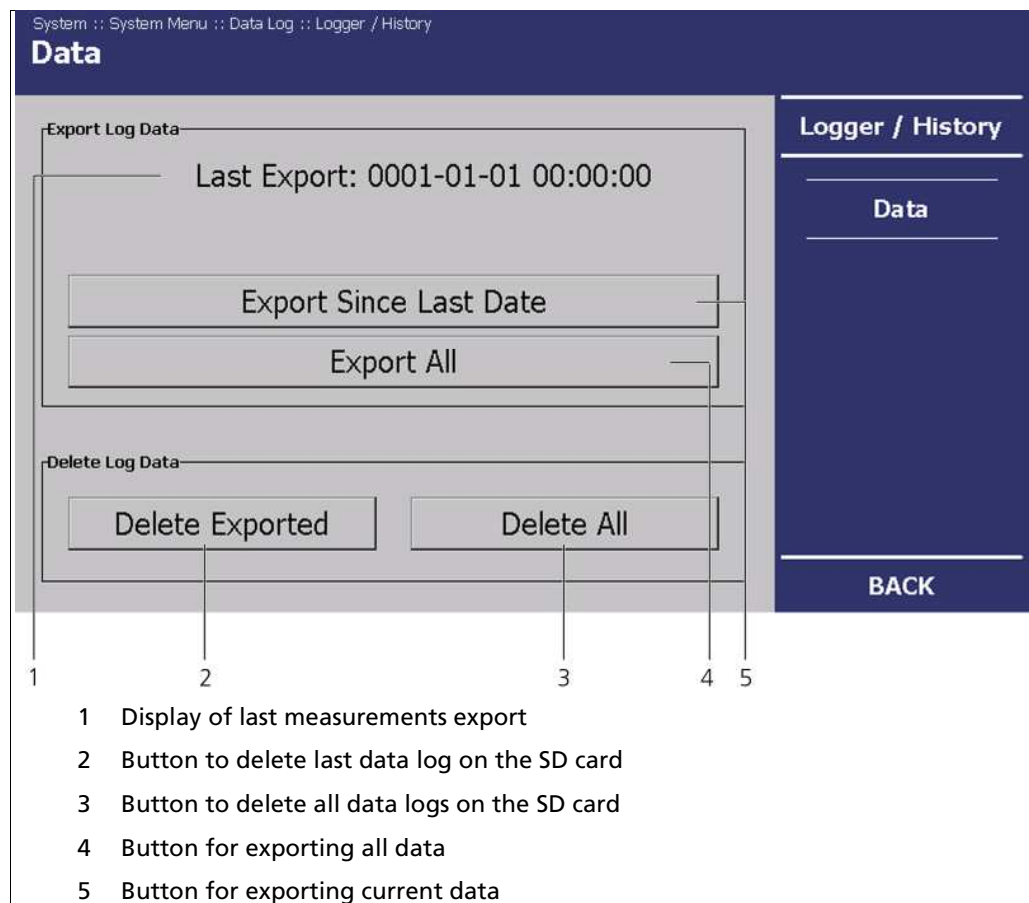 System :: System Menu :: Data Log :: Logger / History
Data
Export Log Data
Last Export: 0001-01-01 00:00:00
Export Since Last Date
Export All
Delete Log Data
Delete Exported
Delete All
Logger / History
Data
BACK
1 2 3 4 5
1 Display of last measurements export
2 Button to delete last data log on the SD card
3 Button to delete all data logs on the SD card
4 Button for exporting all data
5 Button for exporting current data